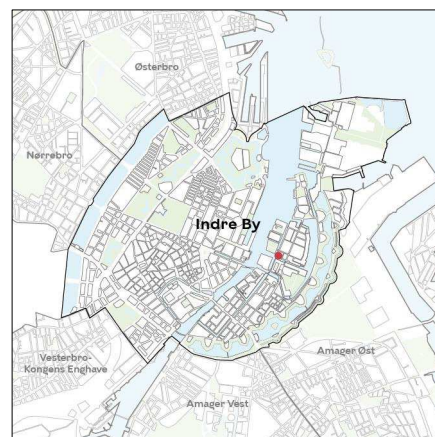 Østerbro
Nørrebro
Indre By
Vesterbro-
Kongens Enghave
Amager Øst
Amager Vest